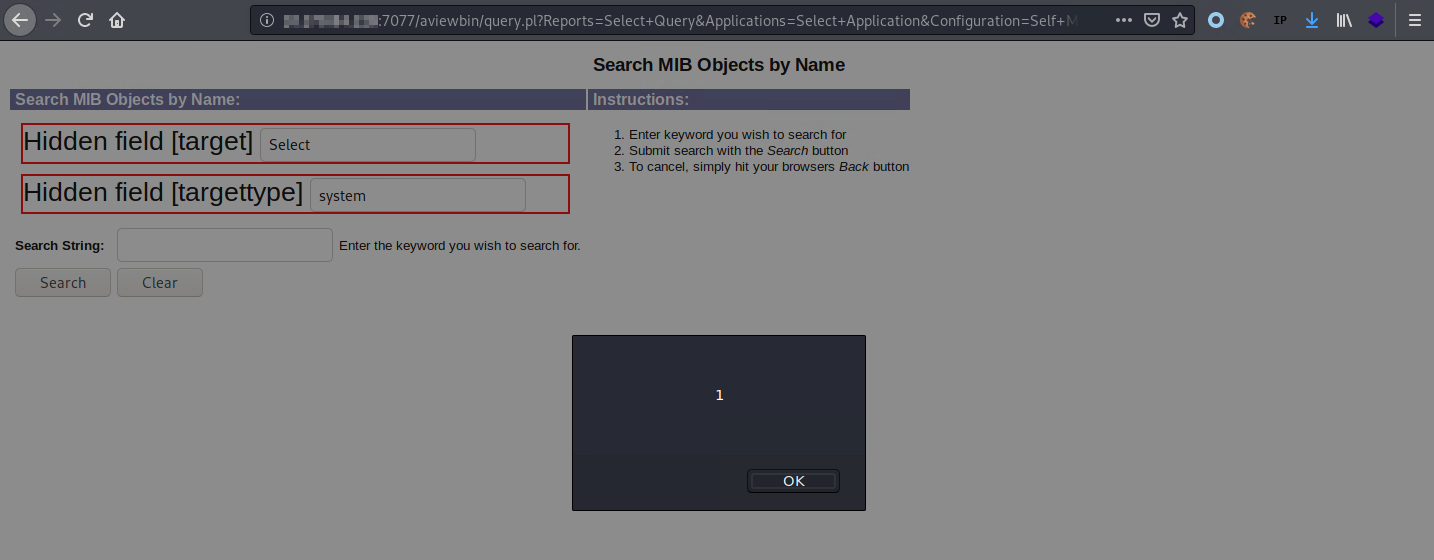 :7077/aviewbin/query.pl?Reports=Select+Query&Applications=Select+Application&Configuration=Self+M
IP
Search MIB Objects by Name
Search MIB Objects by Name:
Instructions:
Hidden field [target] Select
Hidden field [targettype] system
1. Enter keyword you wish to search for
2. Submit search with the Search button
3. To cancel, simply hit your browsers Back button
Search String:
Enter the keyword you wish to search for.
Search
Clear
1
OK